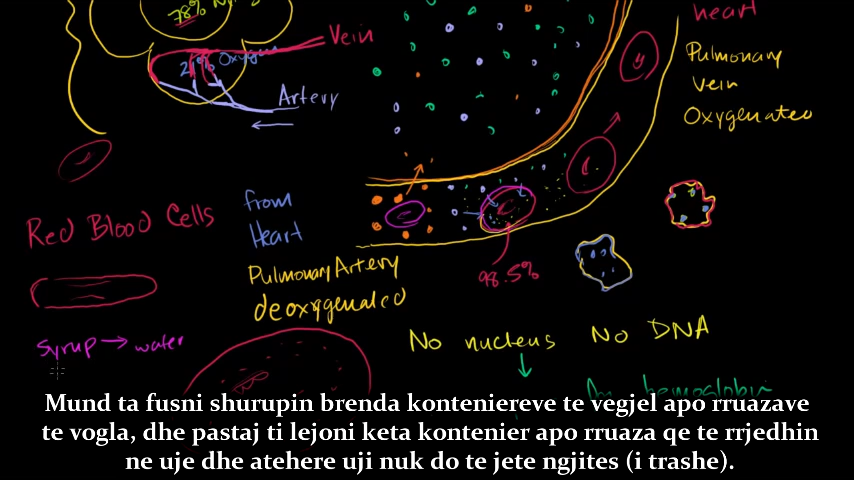 78% Ni
heart
Vein
21% Oxygen
Pulmonary
vein
Oxygenated
Artery
from
Heart
Red Blood Cells
Pulmonary Artery
deoxygenated
98.5%
No nucleus No DNA
syrup → water
hemoglobin
Mund ta fusni shurupin brenda konteniereve te vegjel apo rruazave
te vogla, dhe pastaj ti lejoni keta kontenier apo rruaza qe te rrjedhin
ne uje dhe atehere uji nuk do te jete ngjites (i trashe).